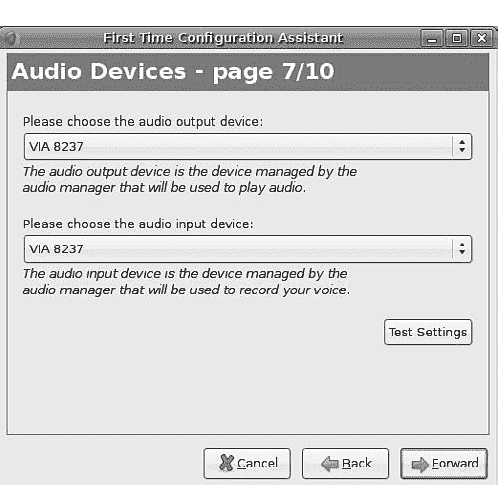 First Time Configuration Assistant
Audio Devices - page 7/10
Please choose the audio output device:
VIA 8237
The audio output device is the device managed by the
audio manager that will be used to play audio.
Please choose the audio input device:
VIA 8237
The audio input device is the device managed by the
audio manager that will be used to record your voice.
Test Settings
Cancel
Back
Forward